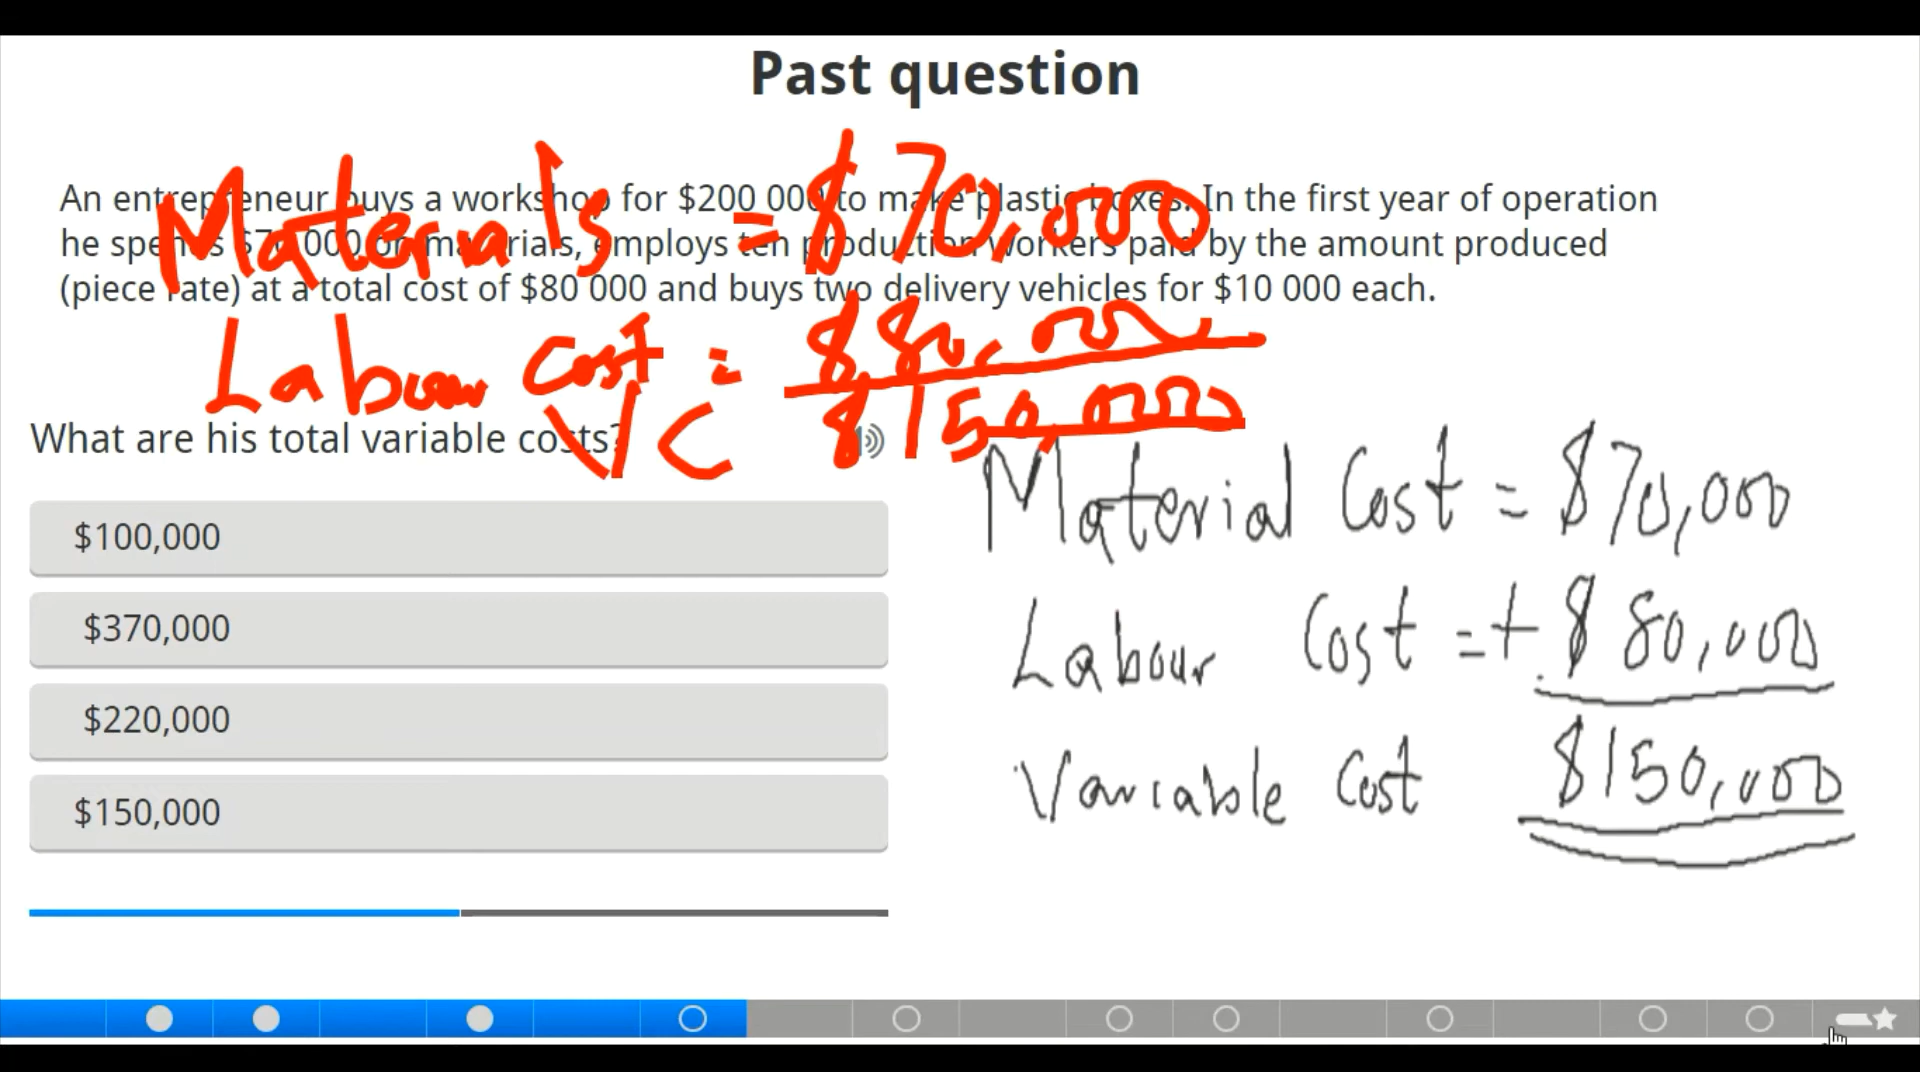 Past question
An entrepreneur buys a workshop for $200 000 to make plastic boxes. In the first year of operation
he spends $70 000 on materials, employs ten production workers paid by the amount produced
(piece rate) at a total cost of $80 000 and buys two delivery vehicles for $10 000 each.
Materials = $70,000
Labour cost = $80,000
VC $150,000
What are his total variable costs?
$100,000
$370,000
$220,000
$150,000
Material Cost = $70,000
Labour Cost =+ $80,000
Variable Cost $150,000